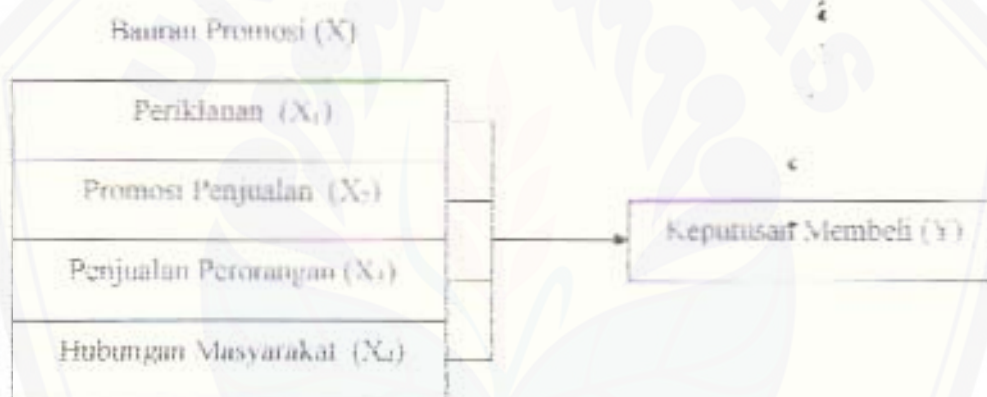 Bauran Promosi (X)
Periklanan (X₁)
Promosi Penjualan (X₂)
Keputusan Membeli (Y)
Penjualan Perorangan (X₃)
Hubungan Masyarakat (X₄)